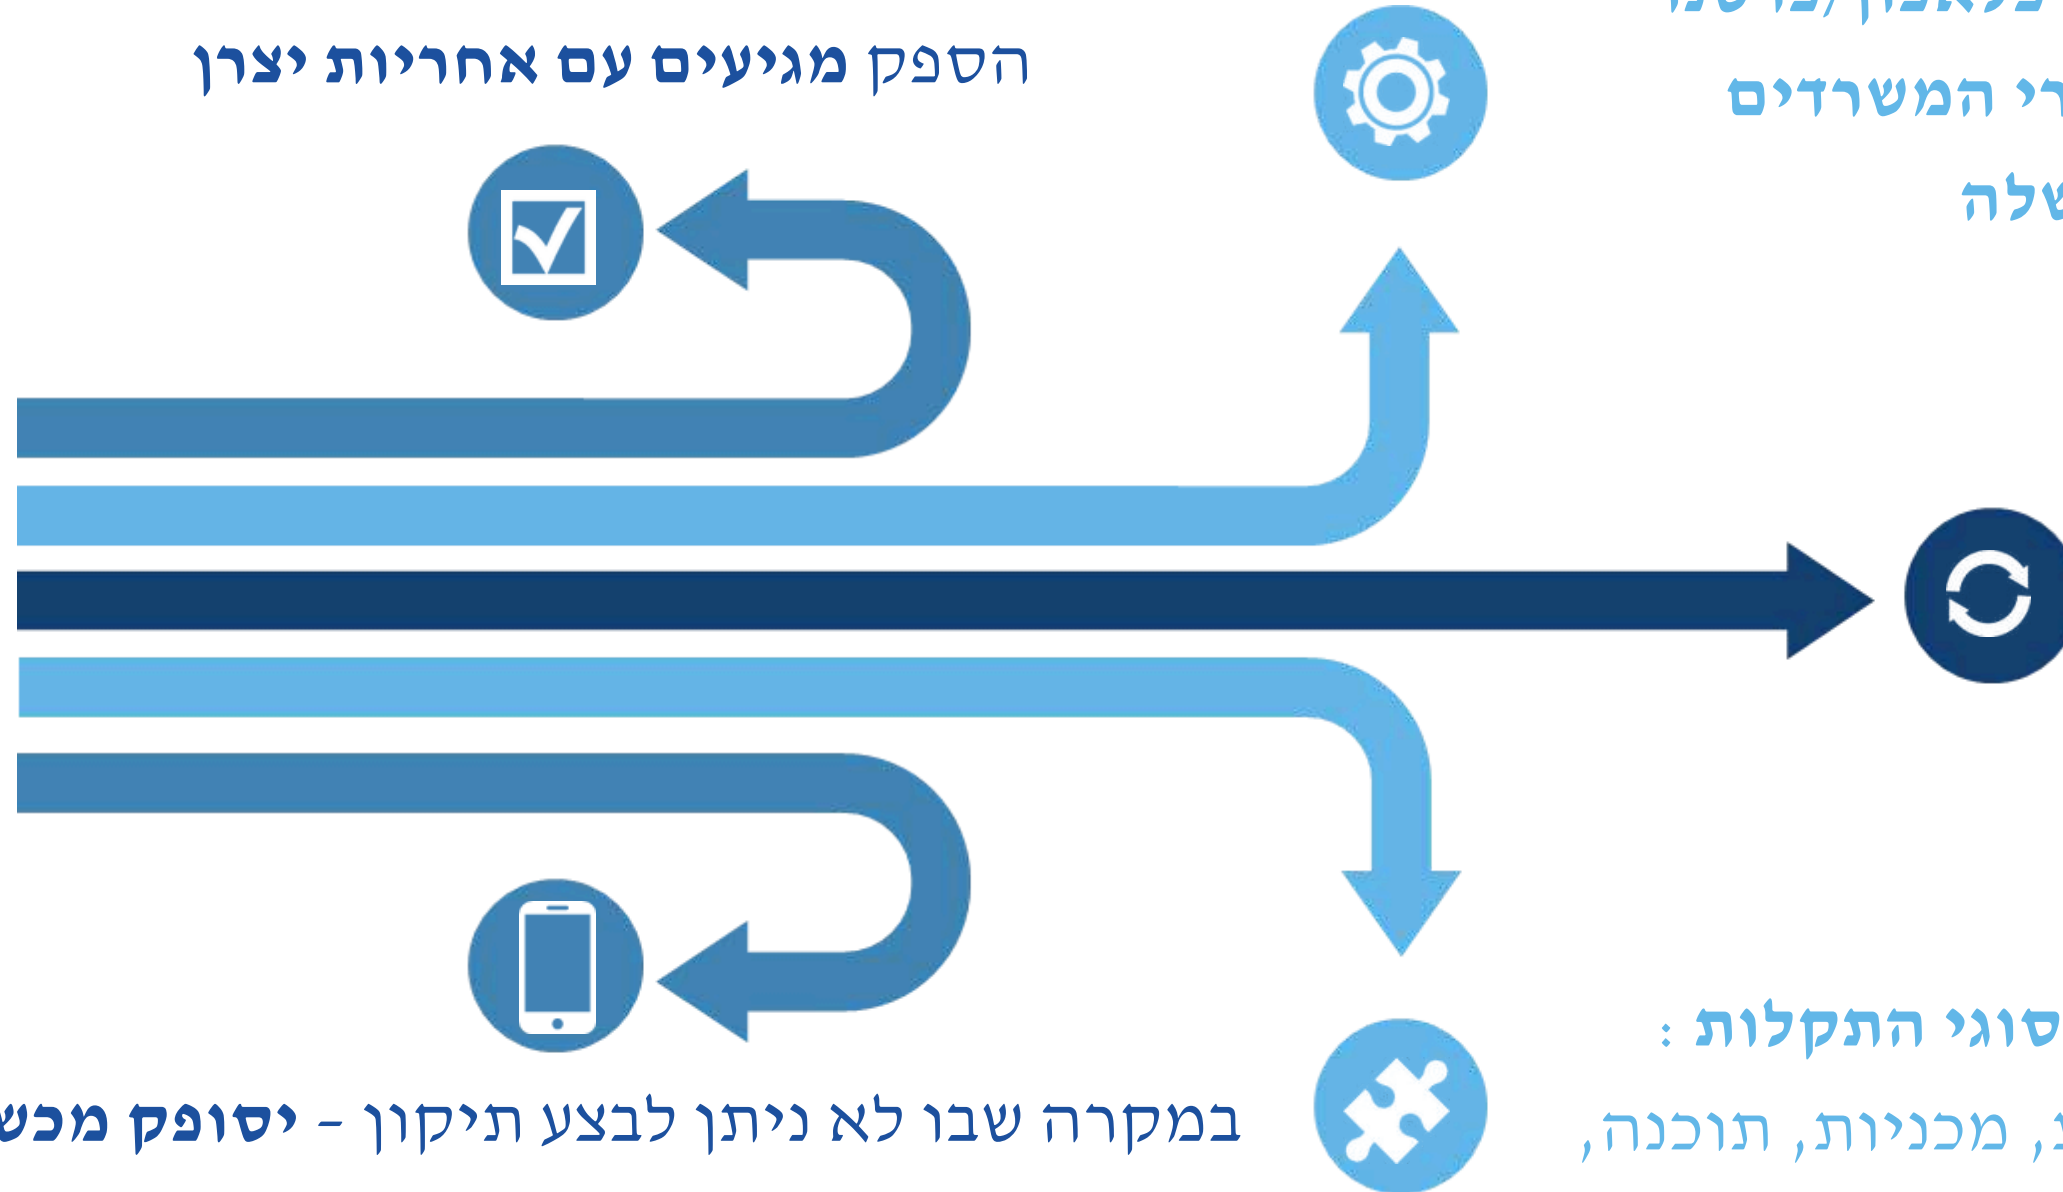 הספק מגיעים עם אחריות יצרן
המשרדים
סוגי התקלות :
מכניות, תוכנה,
במקרה שבו לא ניתן לבצע תיקון – יסופק